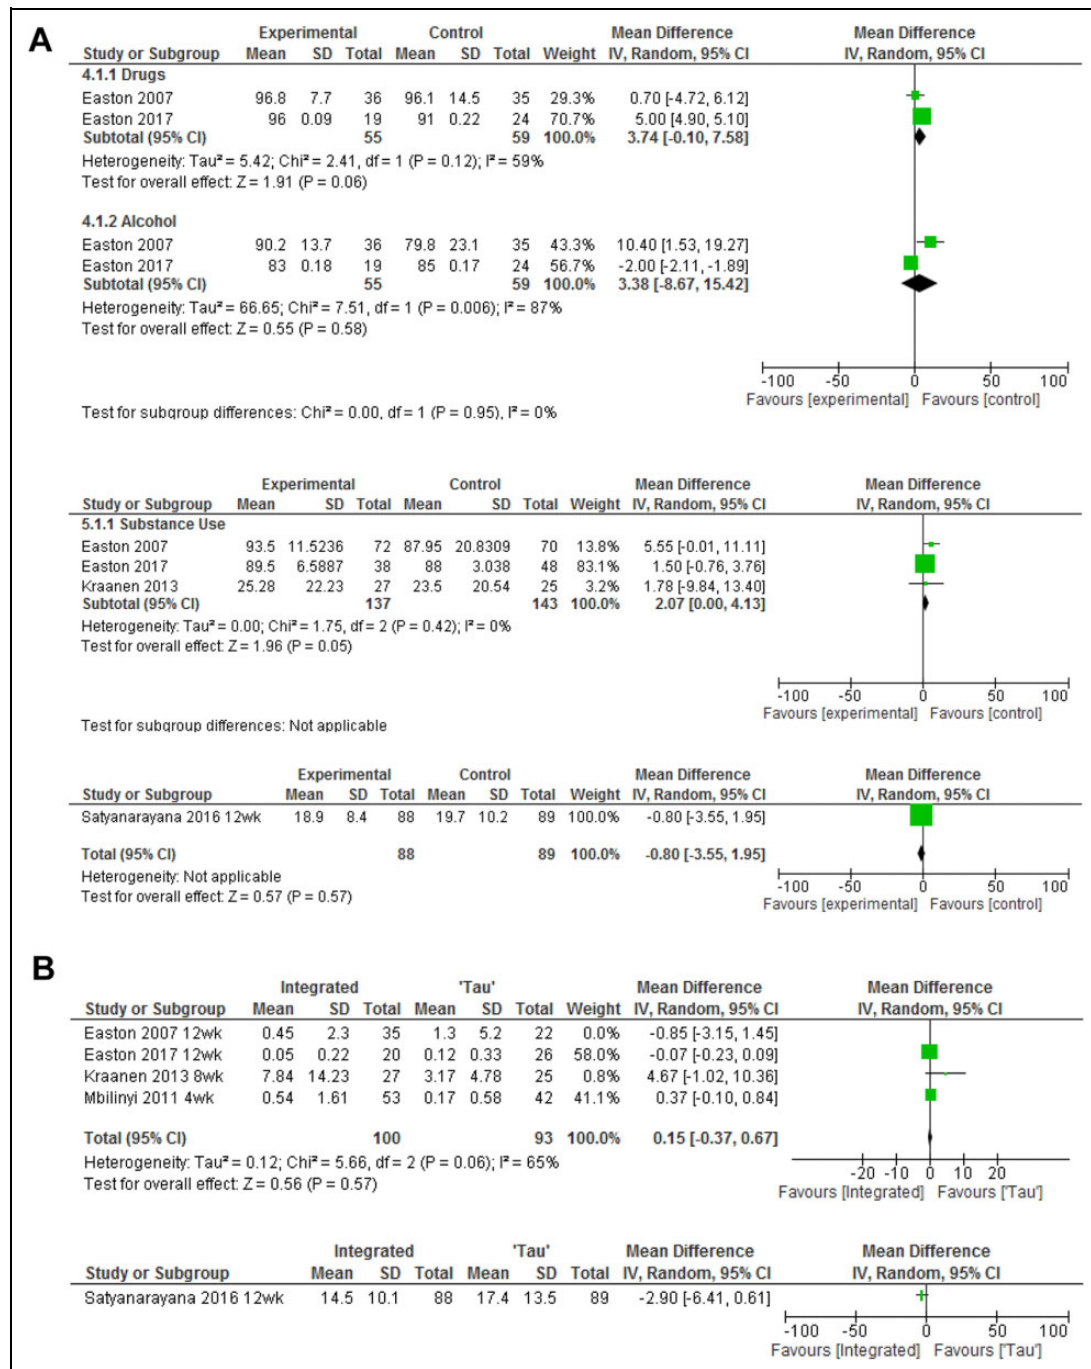 A
Experimental Control Mean Difference Mean Difference
Study or Subgroup Mean SD Total Mean SD Total Weight IV, Random, 95% CI IV, Random, 95% CI
4.1.1 Drugs
Easton 2007 96.8 7.7 36 96.1 14.5 35 29.3% 0.70 [-4.72, 6.12]
Easton 2017 96 0.09 19 91 0.22 24 70.7% 5.00 [4.90, 5.10]
Subtotal (95% CI) 55 59 100.0% 3.74 [-0.10, 7.58]
Heterogeneity: Tau² = 5.42; Chi² = 2.41, df = 1 (P = 0.12); I² = 59%
Test for overall effect: Z = 1.91 (P = 0.06)
4.1.2 Alcohol
Easton 2007 90.2 13.7 36 79.8 23.1 35 43.3% 10.40 [1.53, 19.27]
Easton 2017 83 0.18 19 85 0.17 24 56.7% -2.00 [-2.11, -1.89]
Subtotal (95% CI) 55 59 100.0% 3.38 [-8.67, 15.42]
Heterogeneity: Tau² = 66.65; Chi² = 7.51, df = 1 (P = 0.006); I² = 87%
Test for overall effect: Z = 0.55 (P = 0.58)
-100 -50 0 50 100
Favours [experimental] Favours [control]
Test for subgroup differences: Chi² = 0.00, df = 1 (P = 0.95), I² = 0%
Experimental Control Mean Difference Mean Difference
Study or Subgroup Mean SD Total Mean SD Total Weight IV, Random, 95% CI IV, Random, 95% CI
5.1.1 Substance Use
Easton 2007 93.5 11.5236 72 87.95 20.8309 70 13.8% 5.55 [-0.01, 11.11]
Easton 2017 89.5 6.5887 38 88 3.038 48 83.1% 1.50 [-0.76, 3.76]
Kraanen 2013 25.28 22.23 27 23.5 20.54 25 3.2% 1.78 [-9.84, 13.40]
Subtotal (95% CI) 137 143 100.0% 2.07 [0.00, 4.13]
Heterogeneity: Tau² = 0.00; Chi² = 1.75, df = 2 (P = 0.42); I² = 0%
Test for overall effect: Z = 1.96 (P = 0.05)
-100 -50 0 50 100
Favours [experimental] Favours [control]
Test for subgroup differences: Not applicable
Experimental Control Mean Difference Mean Difference
Study or Subgroup Mean SD Total Mean SD Total Weight IV, Random, 95% CI IV, Random, 95% CI
Satyanarayana 2016 12wk 18.9 8.4 88 19.7 10.2 89 100.0% -0.80 [-3.55, 1.95]
Total (95% CI) 88 89 100.0% -0.80 [-3.55, 1.95]
Heterogeneity: Not applicable
Test for overall effect: Z = 0.57 (P = 0.57)
-100 -50 0 50 100
Favours [experimental] Favours [control]
B
Integrated 'Tau' Mean Difference Mean Difference
Study or Subgroup Mean SD Total Mean SD Total Weight IV, Random, 95% CI IV, Random, 95% CI
Easton 2007 12wk 0.45 2.3 35 1.3 5.2 22 0.0% -0.85 [-3.15, 1.45]
Easton 2017 12wk 0.05 0.22 20 0.12 0.33 26 58.0% -0.07 [-0.23, 0.09]
Kraanen 2013 8wk 7.84 14.23 27 3.17 4.78 25 0.8% 4.67 [-1.02, 10.36]
Mbilinyi 2011 4wk 0.54 1.61 53 0.17 0.58 42 41.1% 0.37 [-0.10, 0.84]
Total (95% CI) 100 93 100.0% 0.15 [-0.37, 0.67]
Heterogeneity: Tau² = 0.12; Chi² = 5.66, df = 2 (P = 0.06); I² = 65%
Test for overall effect: Z = 0.56 (P = 0.57)
-20 -10 0 10 20
Favours [Integrated] Favours ['Tau']
Integrated 'Tau' Mean Difference Mean Difference
Study or Subgroup Mean SD Total Mean SD Total IV, Random, 95% CI IV, Random, 95% CI
Satyanarayana 2016 12wk 14.5 10.1 88 17.4 13.5 89 -2.90 [-6.41, 0.61]
-100 -50 0 50 100
Favours [Integrated] Favours ['Tau']